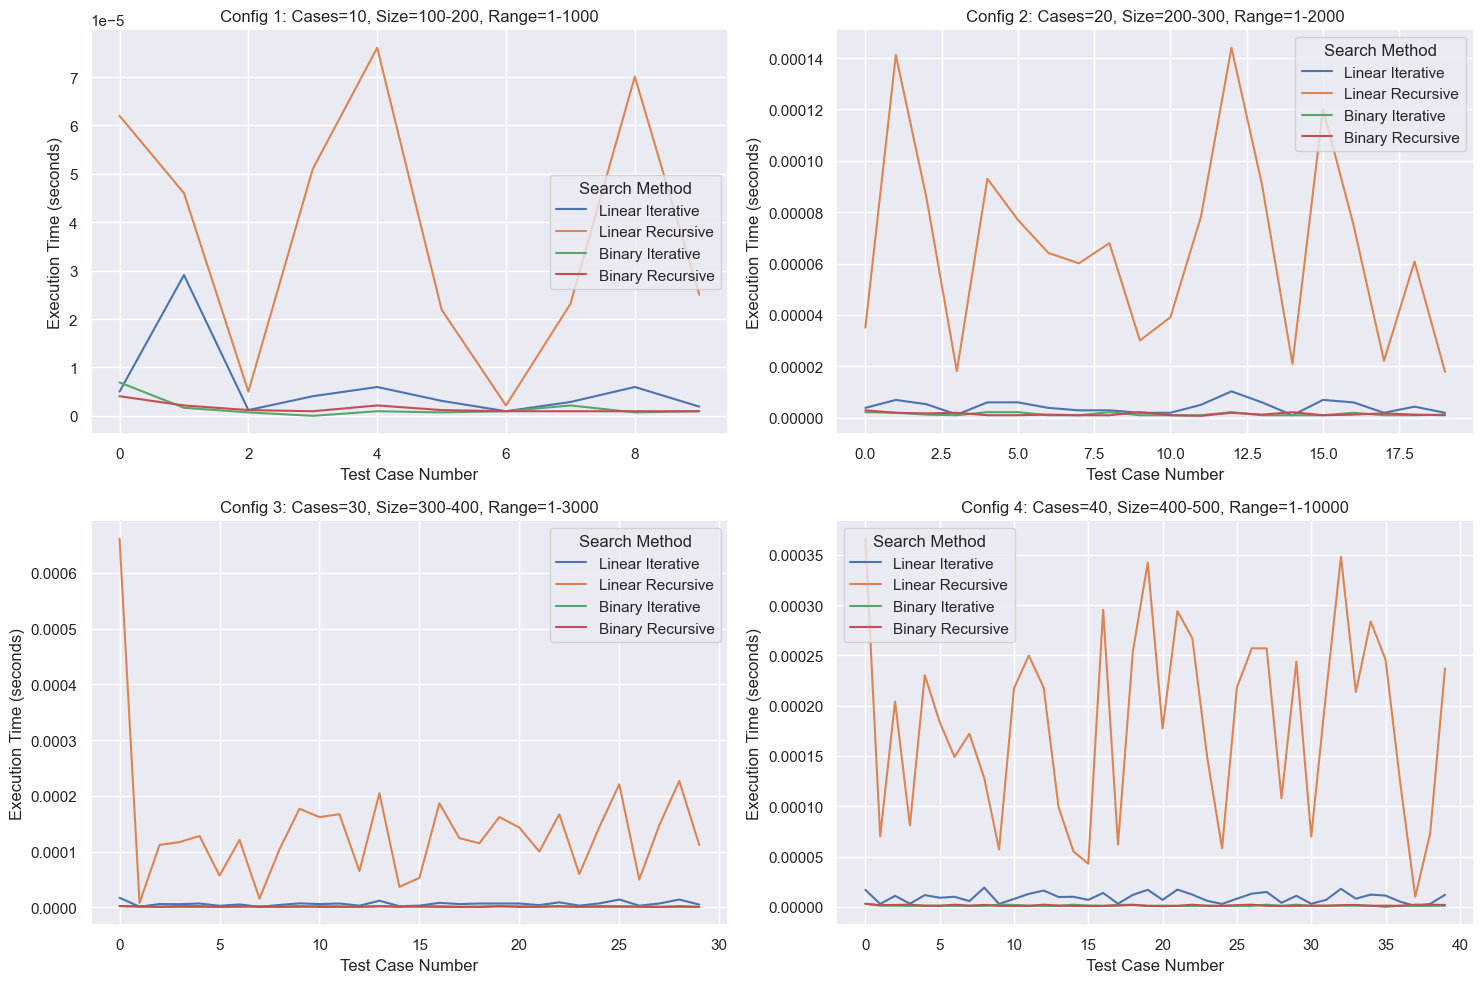 Config 1: Cases=10, Size=100-200, Range=1-1000
1e−5
7
6
5
4
3
2
1
0
Execution Time (seconds)
Search Method
Linear Iterative
Linear Recursive
Binary Iterative
Binary Recursive
0 2 4 6 8
Test Case Number
Config 2: Cases=20, Size=200-300, Range=1-2000
0.00014
0.00012
0.00010
0.00008
0.00006
0.00004
0.00002
0.00000
Execution Time (seconds)
Search Method
Linear Iterative
Linear Recursive
Binary Iterative
Binary Recursive
0.0 2.5 5.0 7.5 10.0 12.5 15.0 17.5
Test Case Number
Config 3: Cases=30, Size=300-400, Range=1-3000
0.0006
0.0005
0.0004
0.0003
0.0002
0.0001
0.0000
Execution Time (seconds)
Search Method
Linear Iterative
Linear Recursive
Binary Iterative
Binary Recursive
0 5 10 15 20 25 30
Test Case Number
Config 4: Cases=40, Size=400-500, Range=1-10000
0.00035
0.00030
0.00025
0.00020
0.00015
0.00010
0.00005
0.00000
Execution Time (seconds)
Search Method
Linear Iterative
Linear Recursive
Binary Iterative
Binary Recursive
0 5 10 15 20 25 30 35 40
Test Case Number